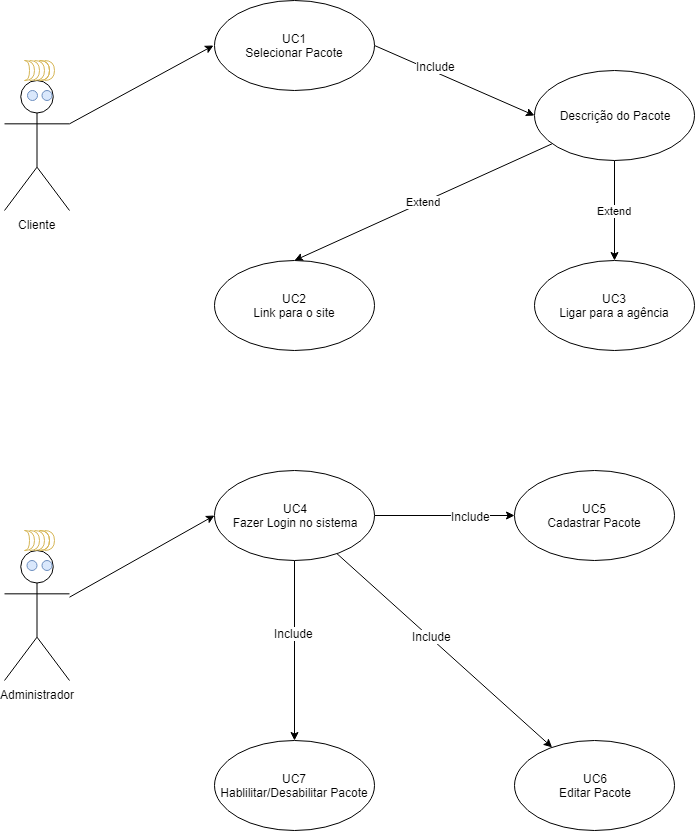 UC1
Selecionar Pacote
Include
Descrição do Pacote
Cliente
Extend
Extend
UC2
Link para o site
UC3
Ligar para a agência
UC4
Fazer Login no sistema
Include
UC5
Cadastrar Pacote
Administrador
Include
Include
UC7
Hablilitar/Desabilitar Pacote
UC6
Editar Pacote